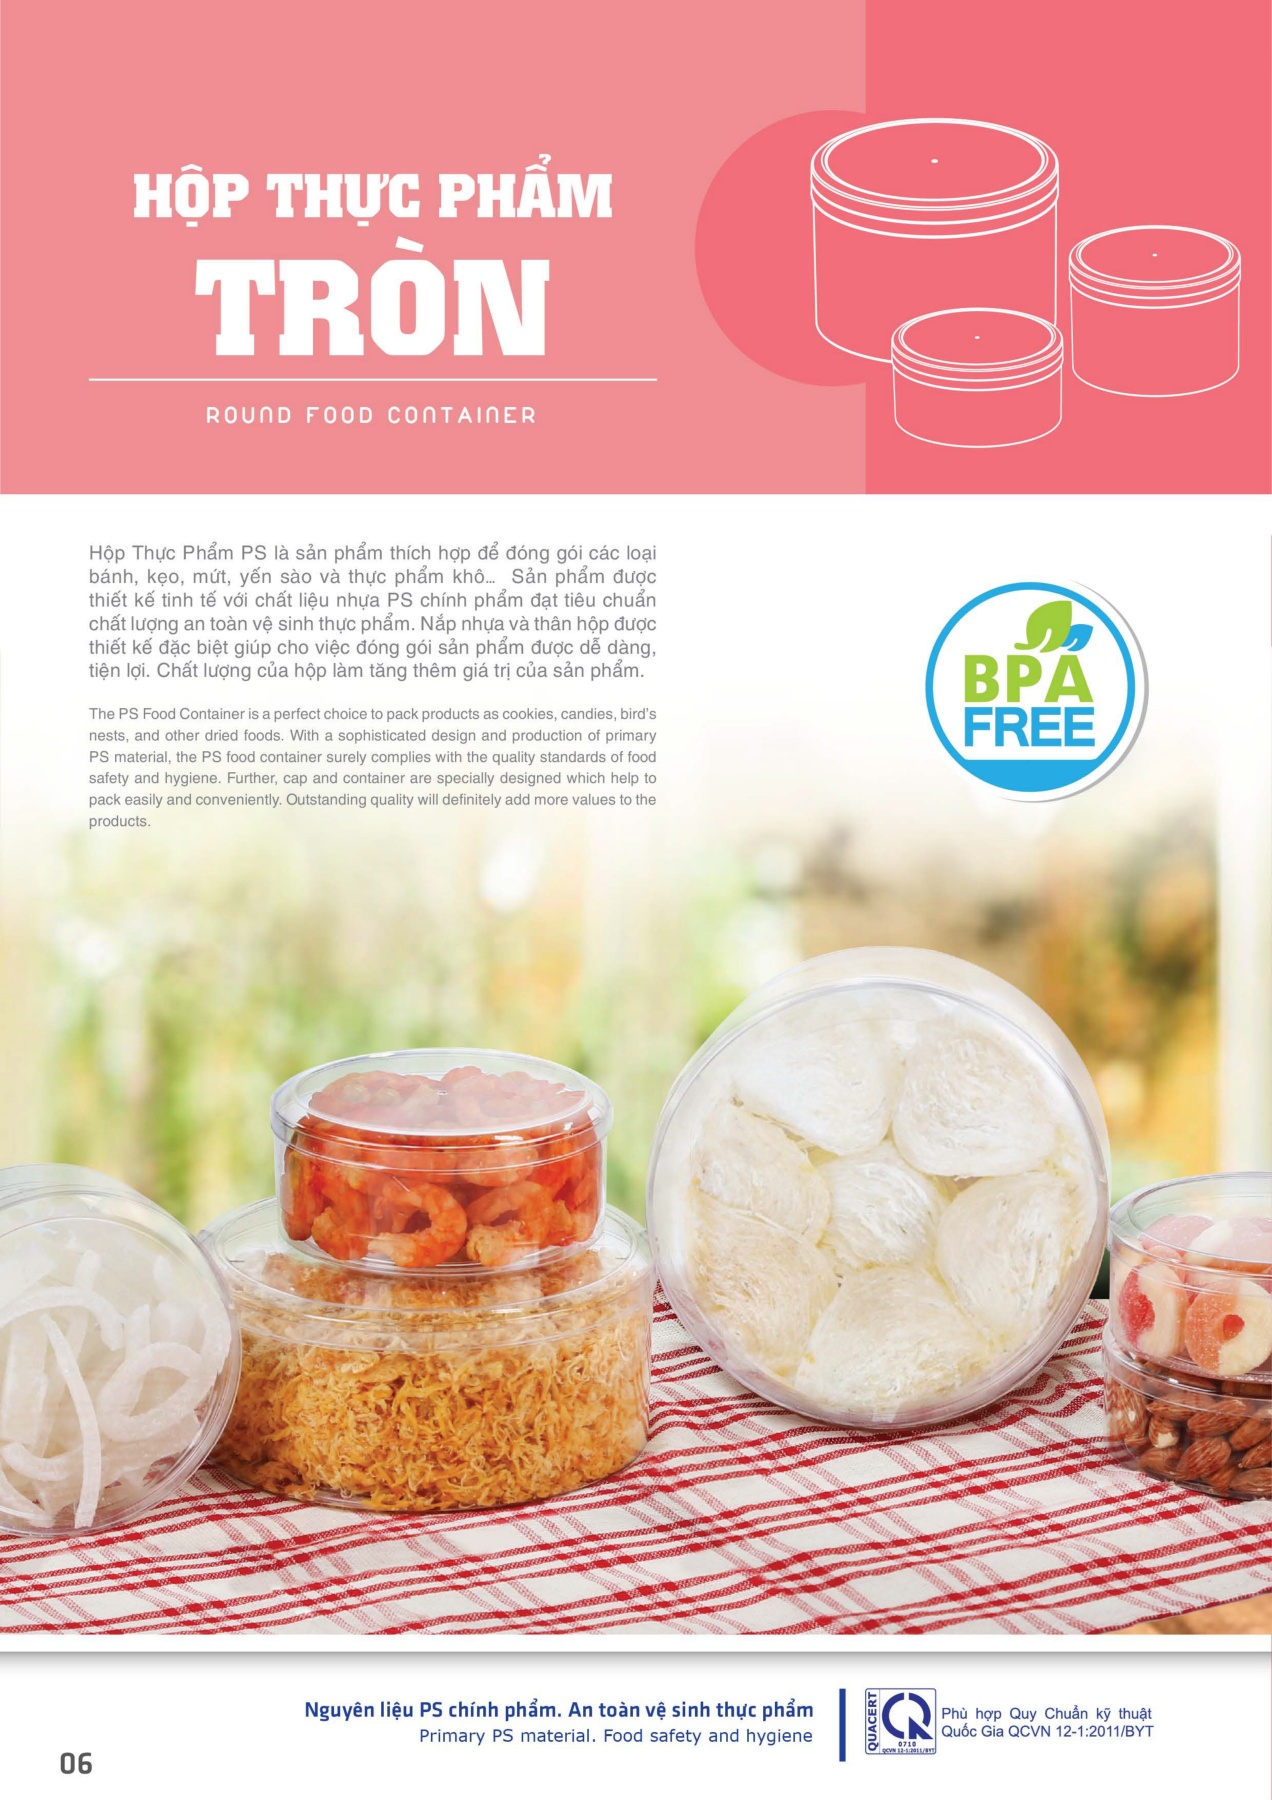 HỘP THỰC PHẨM
TRÒN
ROUND FOOD CONTAINER
Hộp Thực Phẩm PS là sản phẩm thích hợp để đóng gói các loại
bánh, kẹo, mứt, yến sào và thực phẩm khô... Sản phẩm được
thiết kế tinh tế với chất liệu nhựa PS chính phẩm đạt tiêu chuẩn
chất lượng an toàn vệ sinh thực phẩm. Nắp nhựa và thân hộp được
thiết kế đặc biệt giúp cho việc đóng gói sản phẩm được dễ dàng,
tiện lợi. Chất lượng của hộp làm tăng thêm giá trị của sản phẩm.
The PS Food Container is a perfect choice to pack products as cookies, candies, bird's
nests, and other dried foods. With a sophisticated design and production of primary
PS material, the PS food container surely complies with the quality standards of food
safety and hygiene. Further, cap and container are specially designed which help to
pack easily and conveniently. Outstanding quality will definitely add more values to the
products.
BPA
FREE
Nguyên liệu PS chính phẩm. An toàn vệ sinh thực phẩm
Primary PS material. Food safety and hygiene
QUACERT
0710
QCVN 12-1:2011/BYT
Phù hợp Quy Chuẩn kỹ thuật
Quốc Gia QCVN 12-1:2011/BYT
06